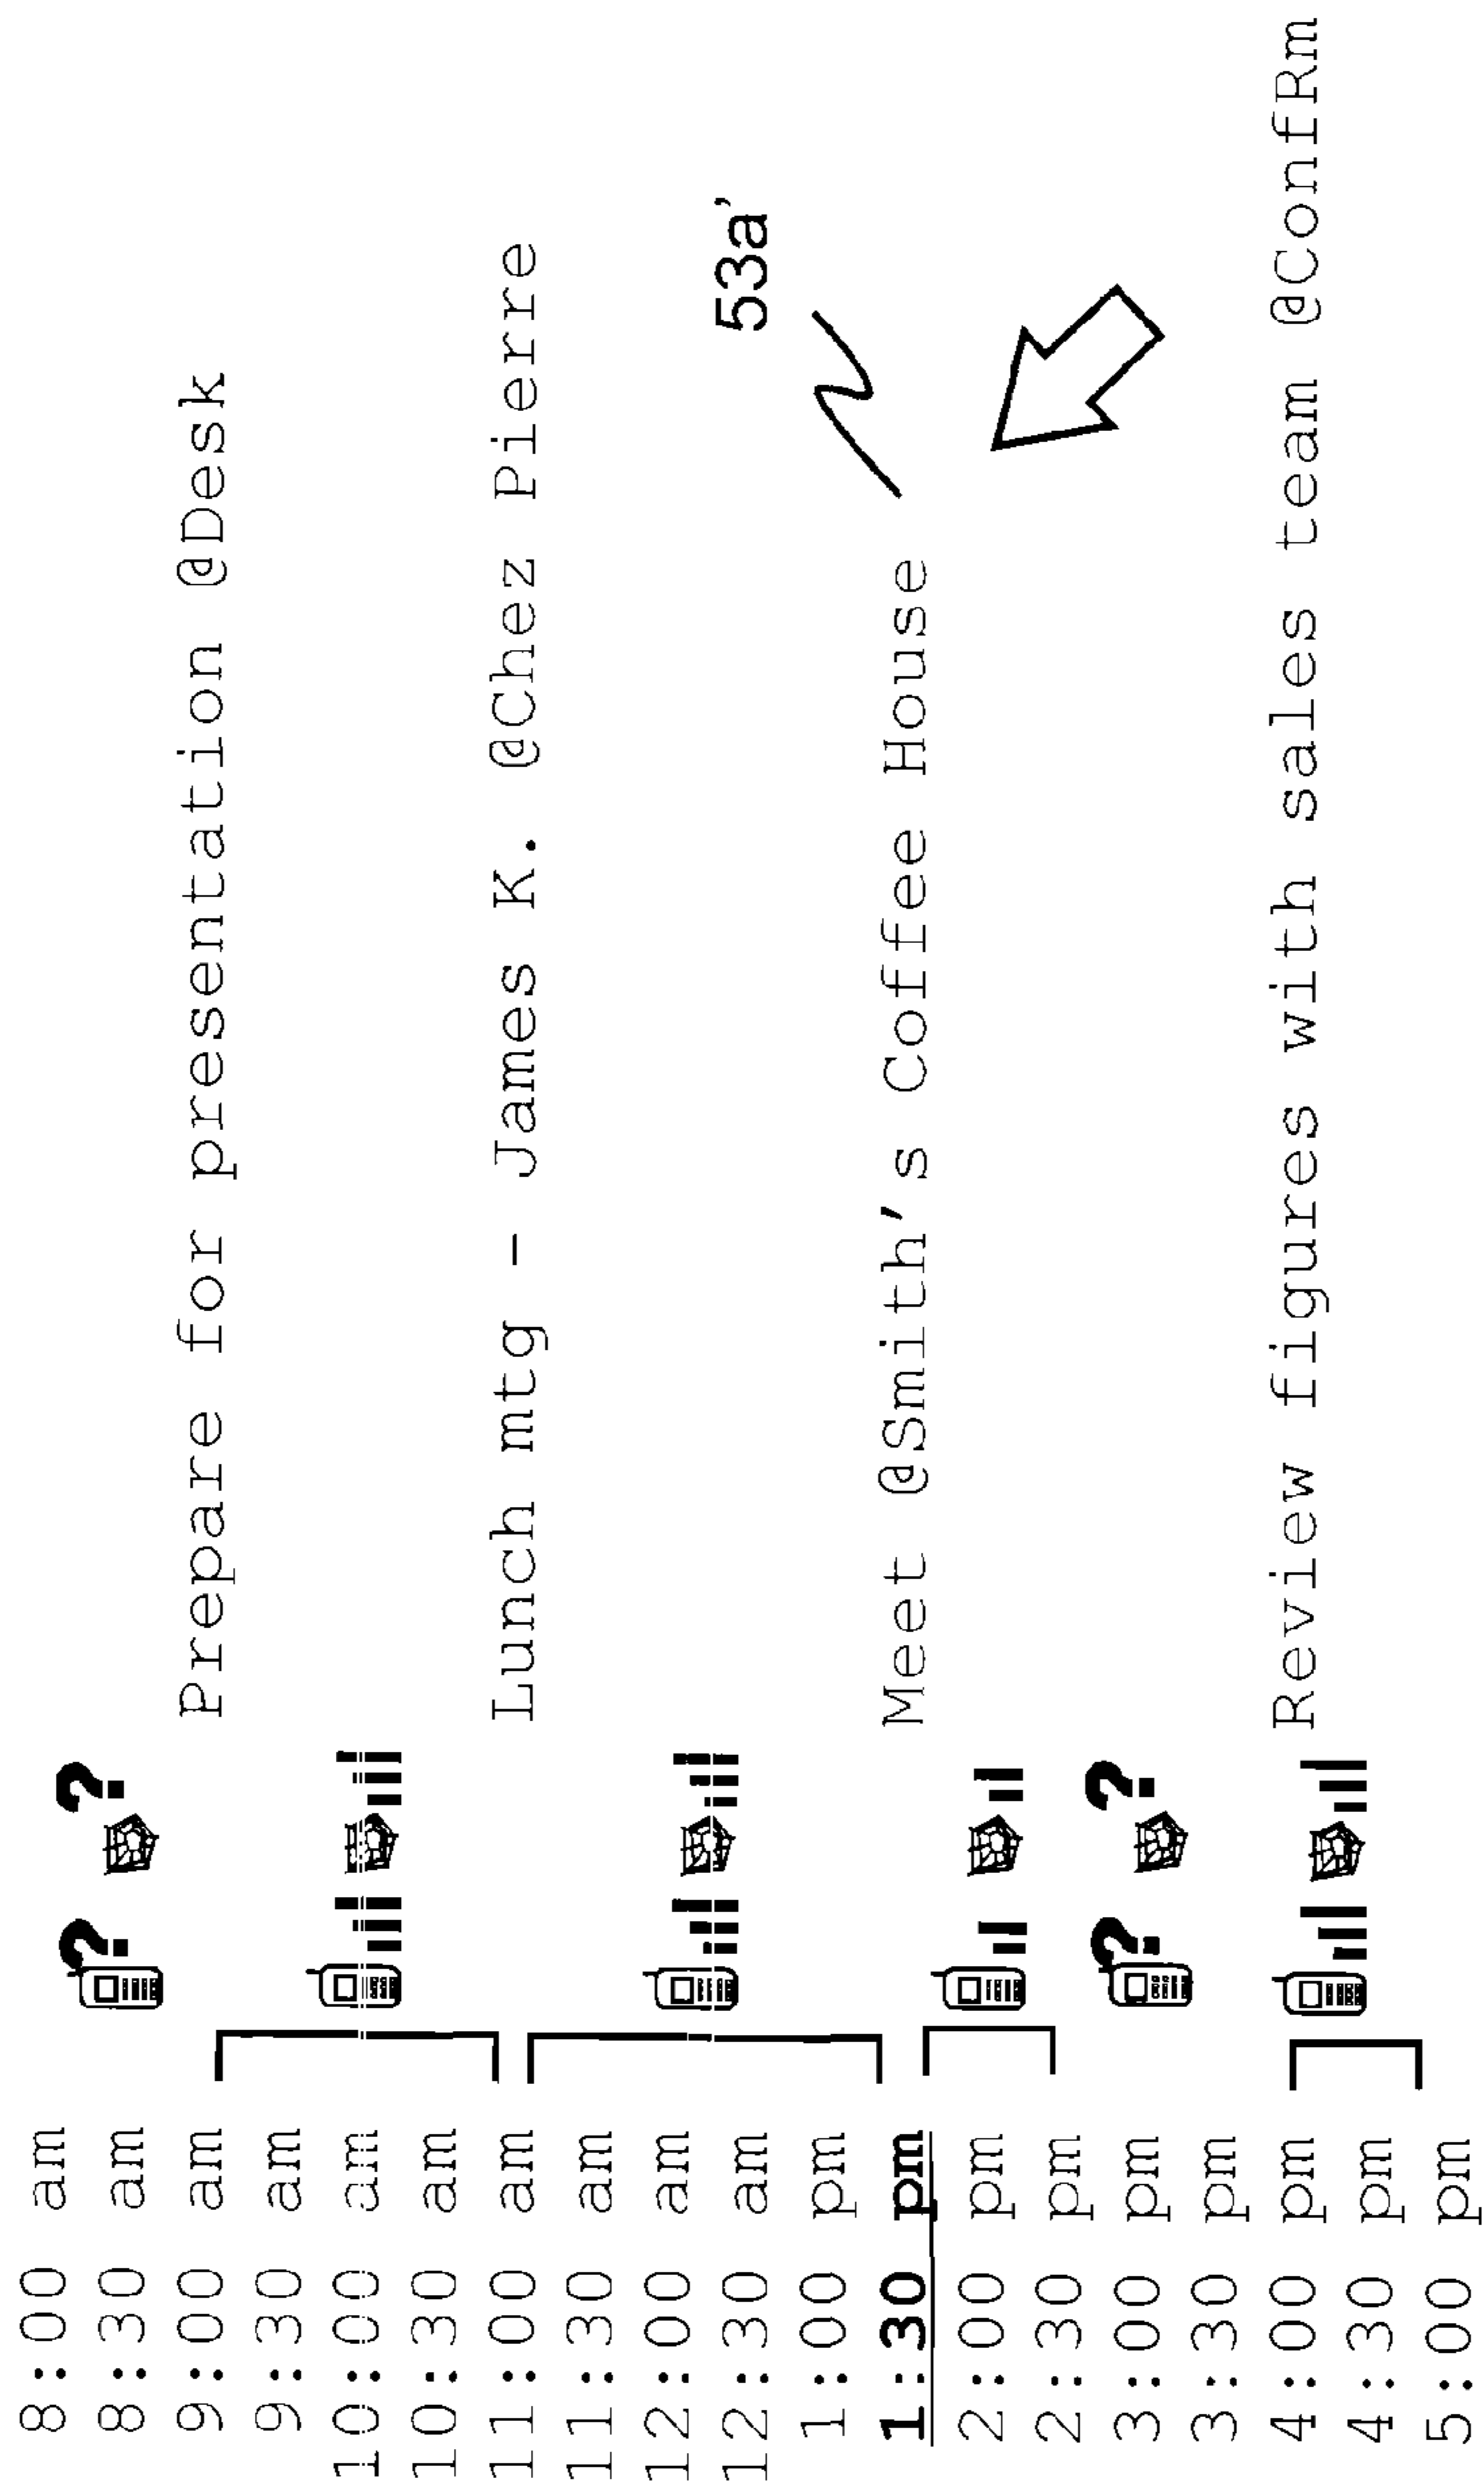 8:00 am
8:30 am
9:00 am Prepare for presentation @Desk
9:30 am
10:00 am
10:30 am
11:00 am Lunch mtg - James K. @Chez Pierre
11:30 am
12:00 am
12:30 am
1:00 pm
53a'
1:30 pm Meet @Smith's Coffee House
2:00 pm
2:30 pm
3:00 pm
3:30 pm
4:00 pm Review figures with sales team @ConfRm
4:30 pm
5:00 pm